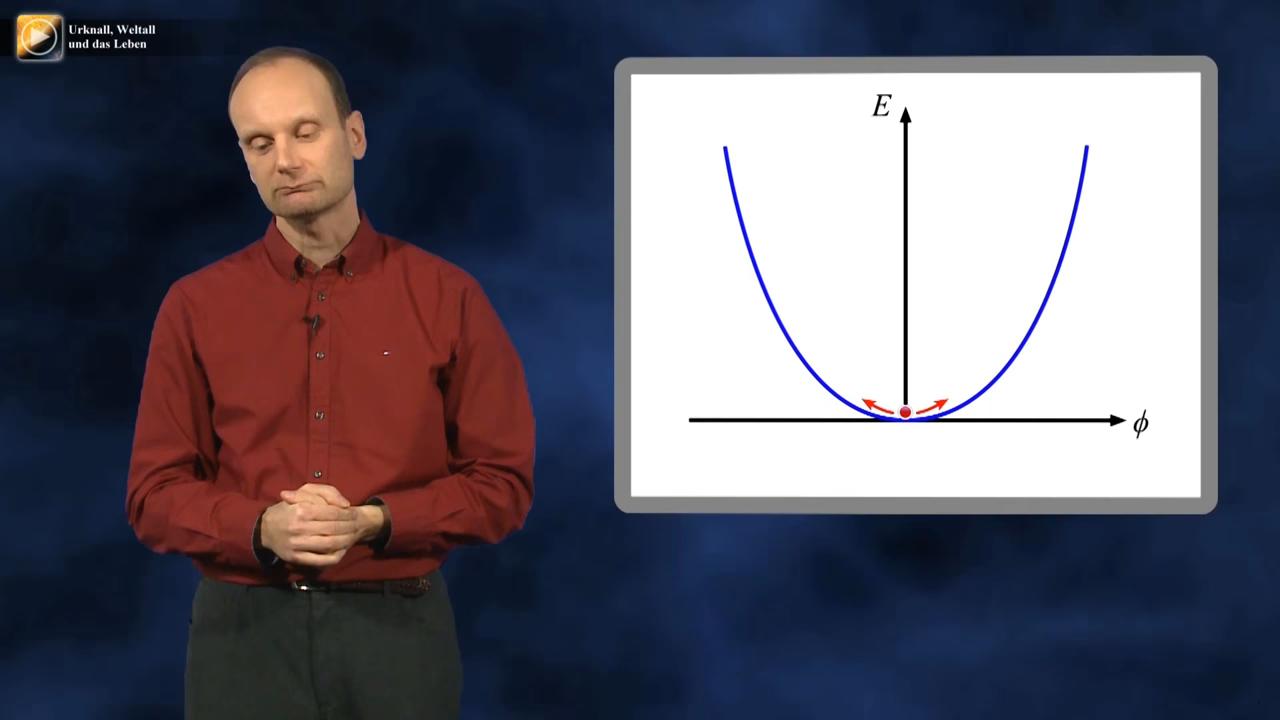 Urknall, Weltall
und das Leben
E
ϕ